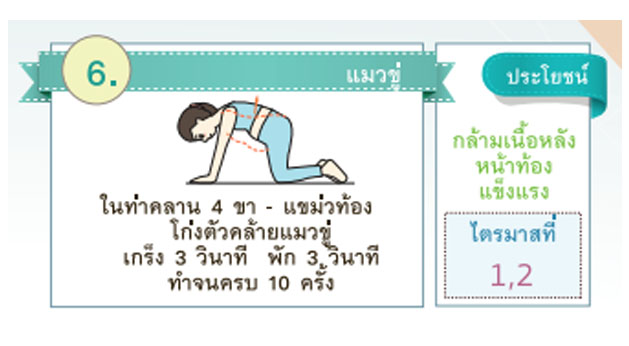 6.
แมวขู่
ประโยชน์
ในท่าคลาน 4 ขา - แขม่วท้อง
โก่งตัวคล้ายแมวขู่
เกร็ง 3 วินาที พัก 3 วินาที
ทำจนครบ 10 ครั้ง
กล้ามเนื้อหลัง
หน้าท้อง
แข็งแรง
ไตรมาสที่
1,2